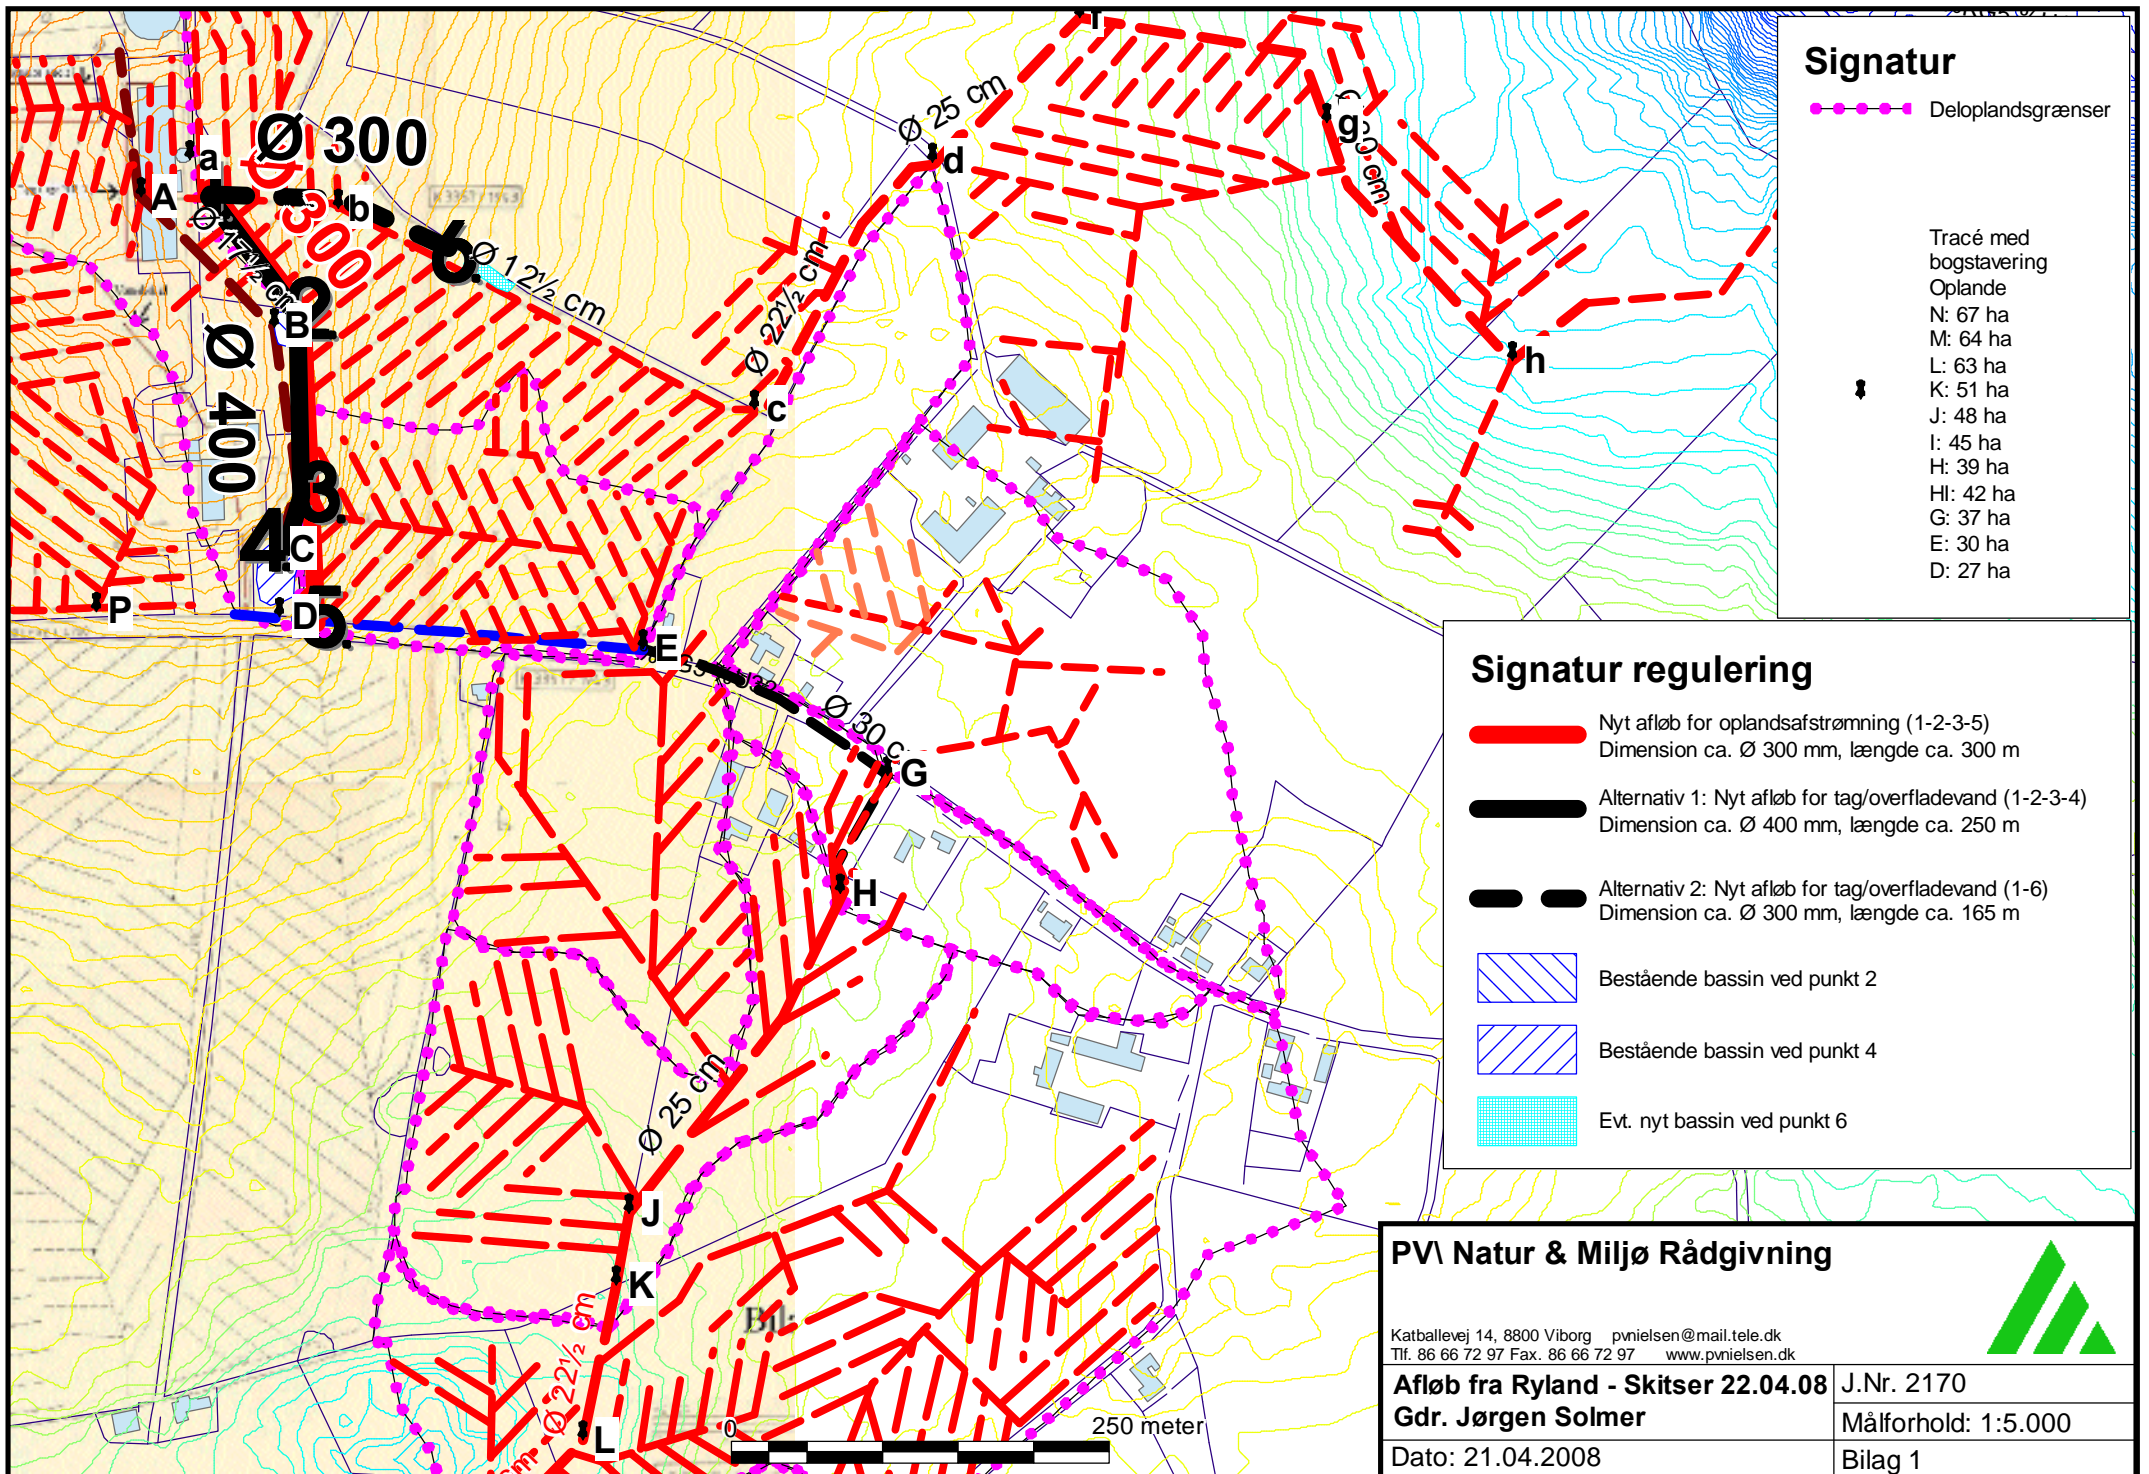 Signatur
Deloplandsgrænser
Tracé med
bogstavering
Oplande
N: 67 ha
M: 64 ha
L: 63 ha
K: 51 ha
J: 48 ha
I: 45 ha
H: 39 ha
HI: 42 ha
G: 37 ha
E: 30 ha
D: 27 ha
Signatur regulering
Nyt afløb for oplandsafstrømning (1-2-3-5)
Dimension ca. Ø 300 mm, længde ca. 300 m
Alternativ 1: Nyt afløb for tag/overfladevand (1-2-3-4)
Dimension ca. Ø 400 mm, længde ca. 250 m
Alternativ 2: Nyt afløb for tag/overfladevand (1-6)
Dimension ca. Ø 300 mm, længde ca. 165 m
Bestående bassin ved punkt 2
Bestående bassin ved punkt 4
Evt. nyt bassin ved punkt 6
PV\ Natur & Miljø Rådgivning
Katballevej 14, 8800 Viborg pvnielsen@mail.tele.dk
Tlf. 86 66 72 97 Fax. 86 66 72 97 www.pvnielsen.dk
Afløb fra Ryland - Skitser 22.04.08
Gdr. Jørgen Solmer
J.Nr. 2170
Målforhold: 1:5.000
Dato: 21.04.2008
Bilag 1
0
250 meter
f
Ø 25 cm
d
g
h
a
Ø 300
A
b
Ø 300
Ø 17½ cm
6.
Ø 12½ cm
2
B
Ø 22½ cm
c
Ø 400
3.
4.
C
P
D
5.
E
Ø 30 c
G
H
Ø 25 cm
J
K
Ø 22½ cm
L